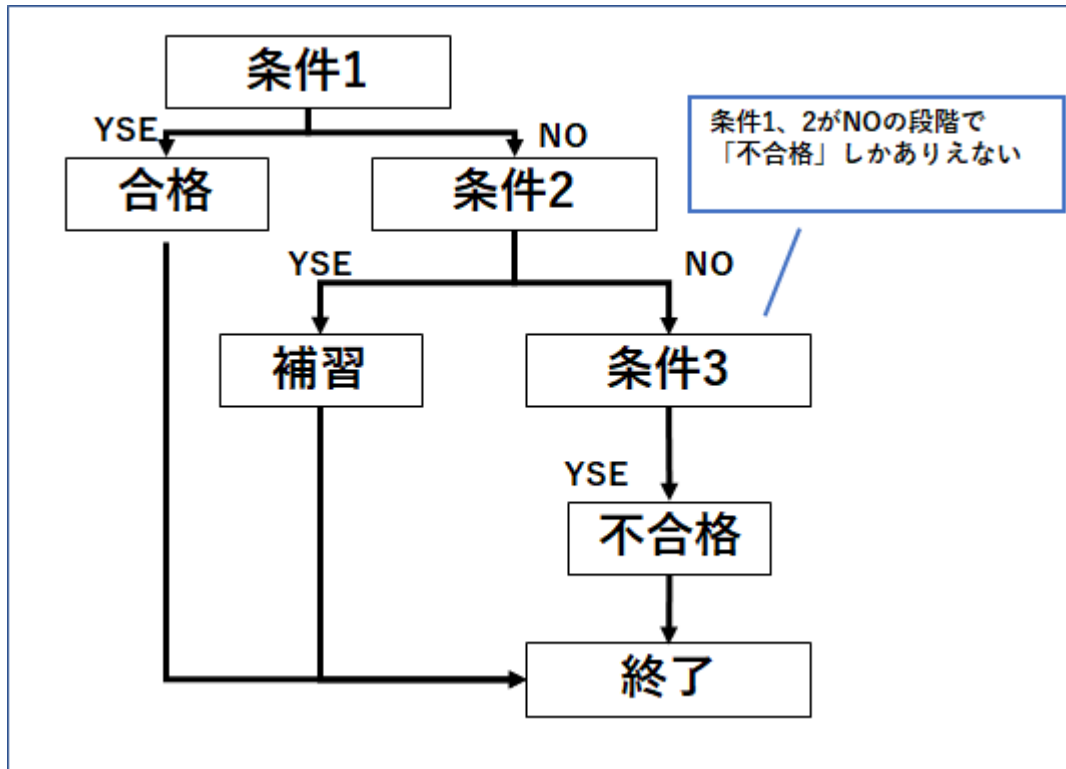 条件1
YSE
NO
合格
条件2
条件1、2がNOの段階で
「不合格」しかありえない
YSE
NO
補習
条件3
YSE
不合格
終了